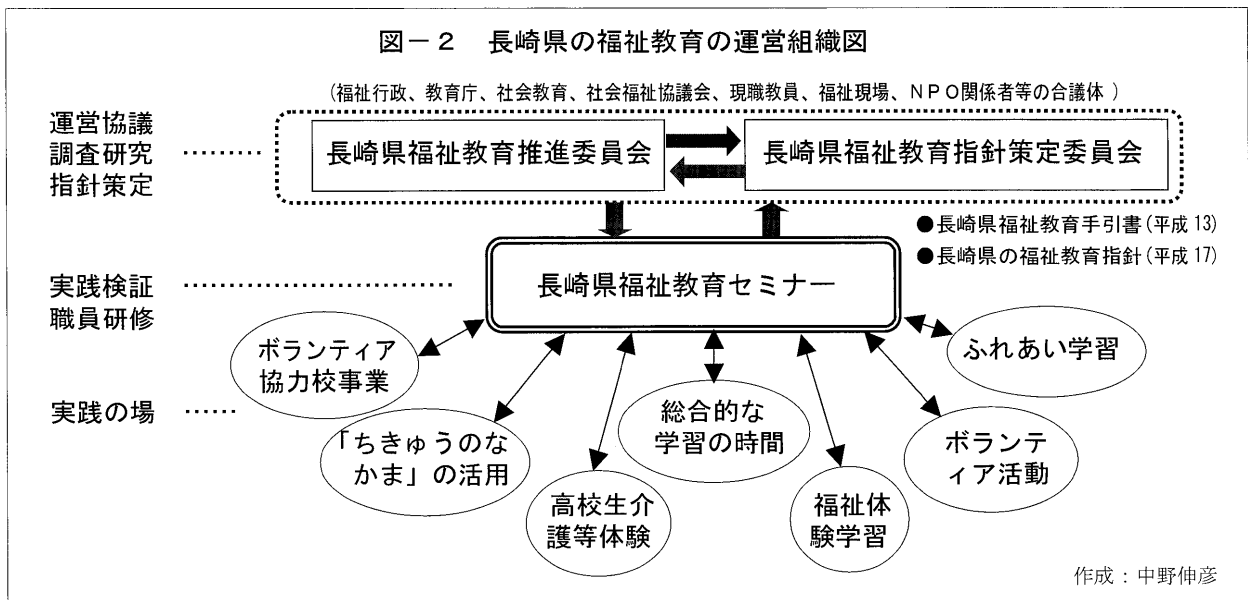 図－２　長崎県の福祉教育の運営組織図
(福祉行政、教育庁、社会教育、社会福祉協議会、現職教員、福祉現場、ＮＰＯ関係者等の合議体 )
運営協議
調査研究
指針策定
長崎県福祉教育推進委員会
長崎県福祉教育指針策定委員会
●長崎県福祉教育手引書(平成 13)
●長崎県の福祉教育指針(平成 17)
実践検証
職員研修
長崎県福祉教育セミナー
実践の場
ボランティア
協力校事業
「ちきゅうのな
かま」の活用
高校生介
護等体験
総合的な
学習の時間
福祉体
験学習
ボランテ
ィア活動
ふれあい学習
作成：中野伸彦